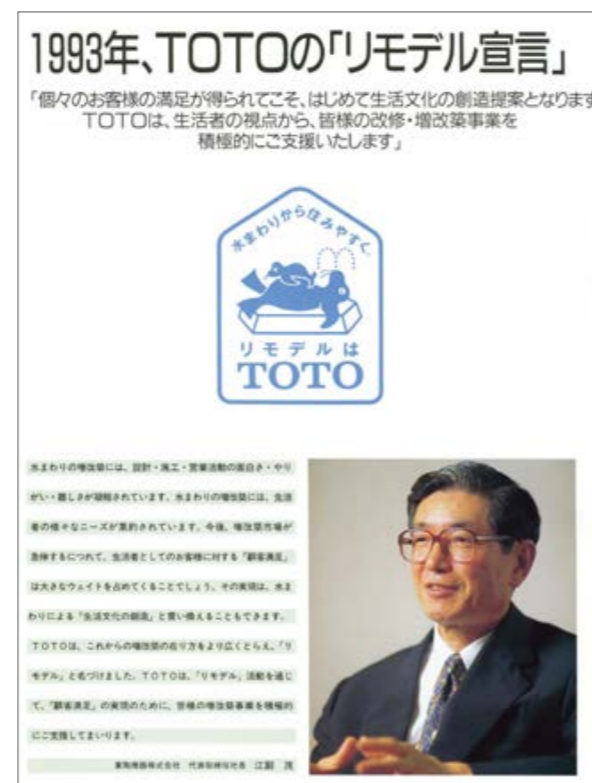 1993年、TOTOの「リモデル宣言」
「個々のお客様の満足が得られてこそ、はじめて生活文化の創造提案となります
TOTOは、生活者の視点から、皆様の改修・増改築事業を
積極的にご支援いたします」
水まわりから住みやすく。
リモデルは
TOTO
水まわりの増改築には、設計・施工・営業活動の面白さ・やり
がい・難しさが凝縮されています。水まわりの増改築には、生活
者の様々なニーズが集約されています。今後、増改築市場が
急伸するにつれて、生活者としてのお客様に対する「顧客満足」
は大きなウェイトを占めてくることでしょう。その実現は、水ま
わりによる「生活文化の創造」と言い換えることもできます。
TOTOは、これからの増改築の在り方をより広くとらえ、「リ
モデル」と名づけました。TOTOは、「リモデル」活動を通じ
て、「顧客満足」の実現のために、皆様の増改築事業を積極的
にご支援してまいります。
東陶機器株式会社 代表取締役社長 江副 茂